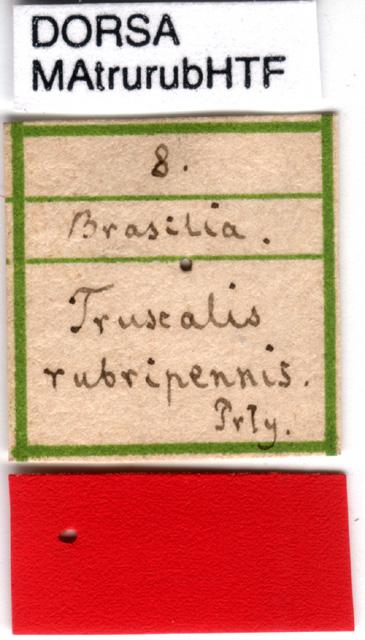 DORSA
MAtrurubHTF
8.
Brasilia.
Truxalis
rubripennis.
Prty.